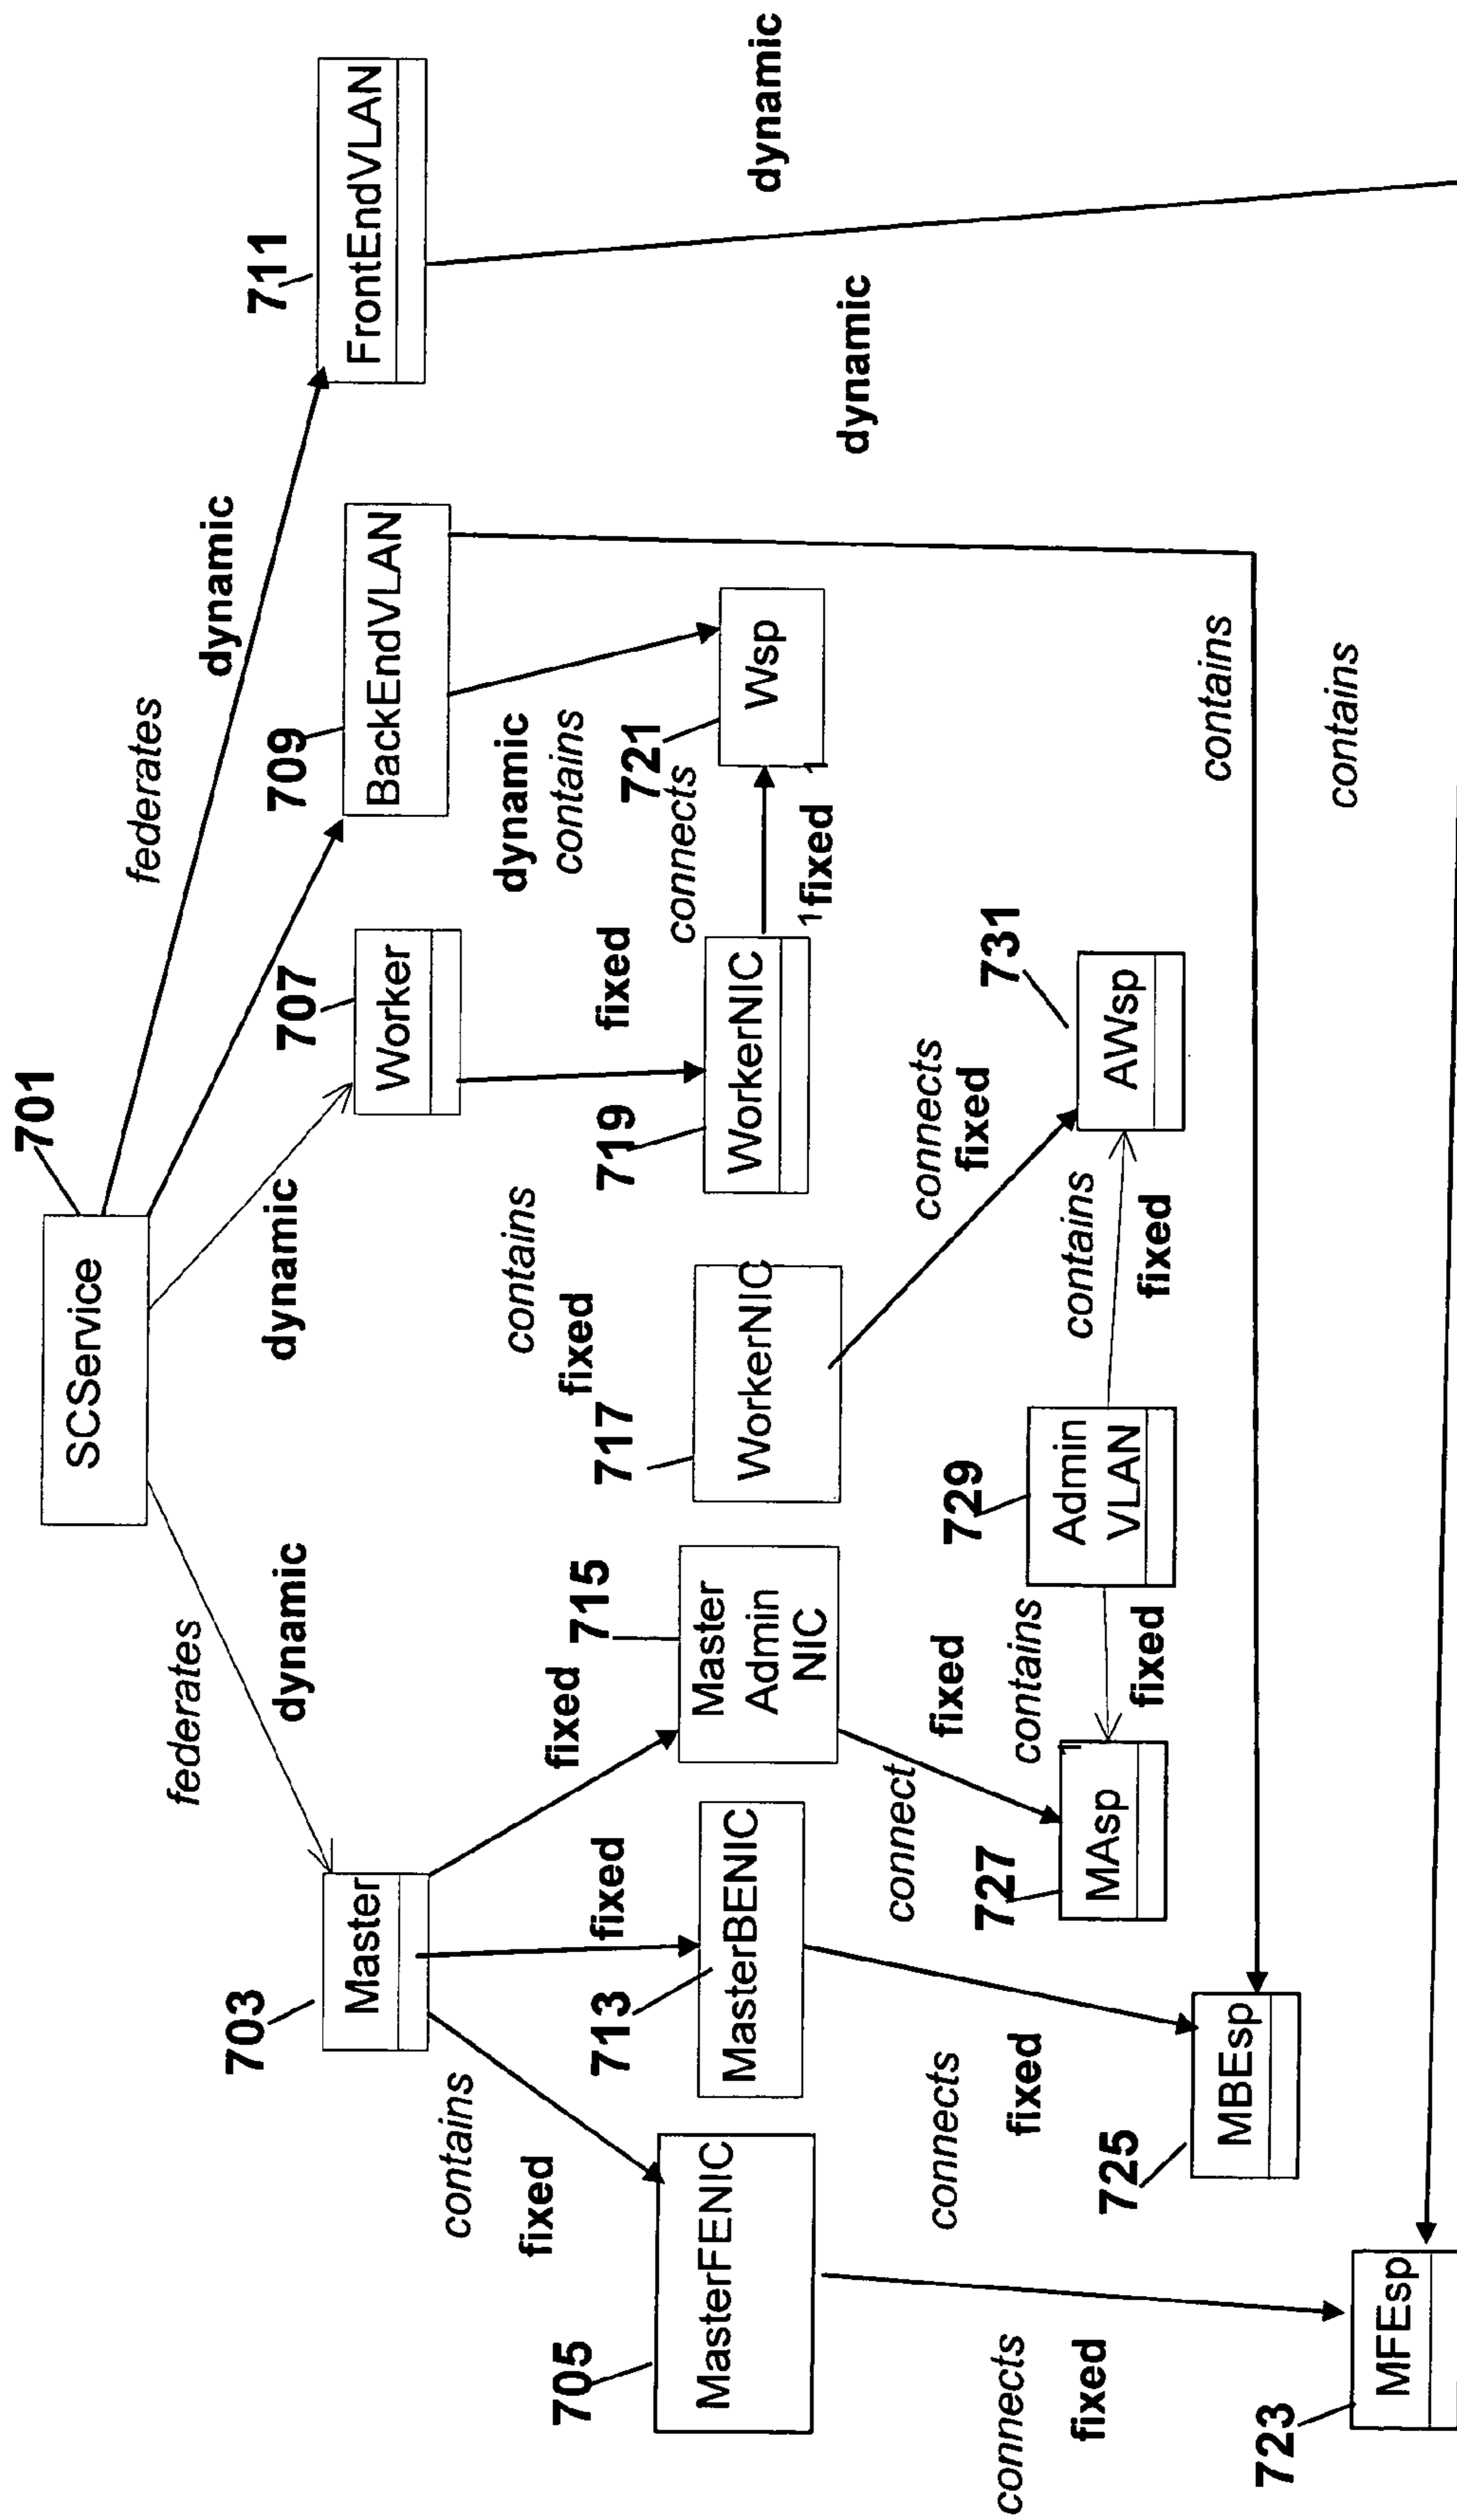 701
SCService
federates
federates
dynamic
dynamic
dynamic
703
Master
707
Worker
709
BackEndVLAN
711
FrontEndVLAN
contains
fixed
fixed
fixed
contains
fixed
fixed
dynamic
contains
dynamic
dynamic
705
MasterFENIC
713
MasterBENIC
715
Master
Admin
NIC
717
WorkerNIC
719
WorkerNIC
connects
1
1
fixed
721
Wsp
connects
fixed
connects
fixed
connect
fixed
contains
fixed
connects
fixed
contains
fixed
727
MAsp
729
Admin
VLAN
731
AWsp
1
725
MBEsp
contains
contains
723
MFEsp